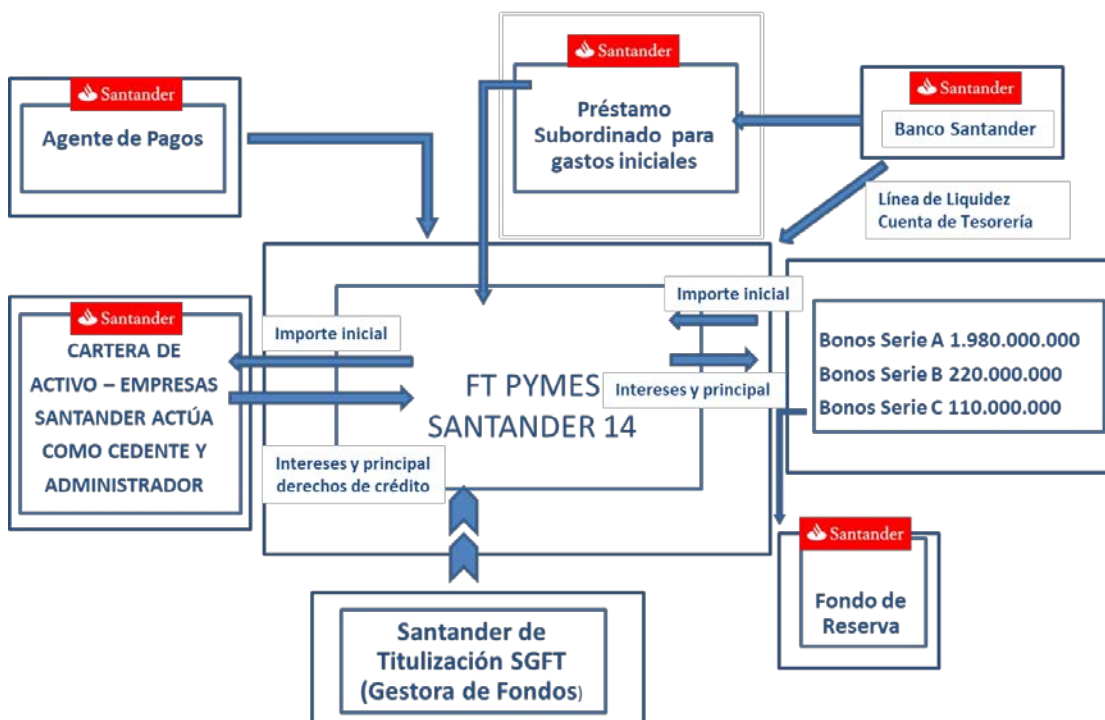 Santander
Agente de Pagos
Santander
Préstamo
Subordinado para
gastos iniciales
Santander
Banco Santander
Línea de Liquidez
Cuenta de Tesorería
Santander
CARTERA DE
ACTIVO – EMPRESAS
SANTANDER ACTÚA
COMO CEDENTE Y
ADMINISTRADOR
Importe inicial
Intereses y principal
derechos de crédito
FT PYMES
SANTANDER 14
Importe inicial
Intereses y principal
Bonos Serie A 1.980.000.000
Bonos Serie B 220.000.000
Bonos Serie C 110.000.000
Santander
Fondo de
Reserva
Santander de
Titulización SGFT
(Gestora de Fondos)